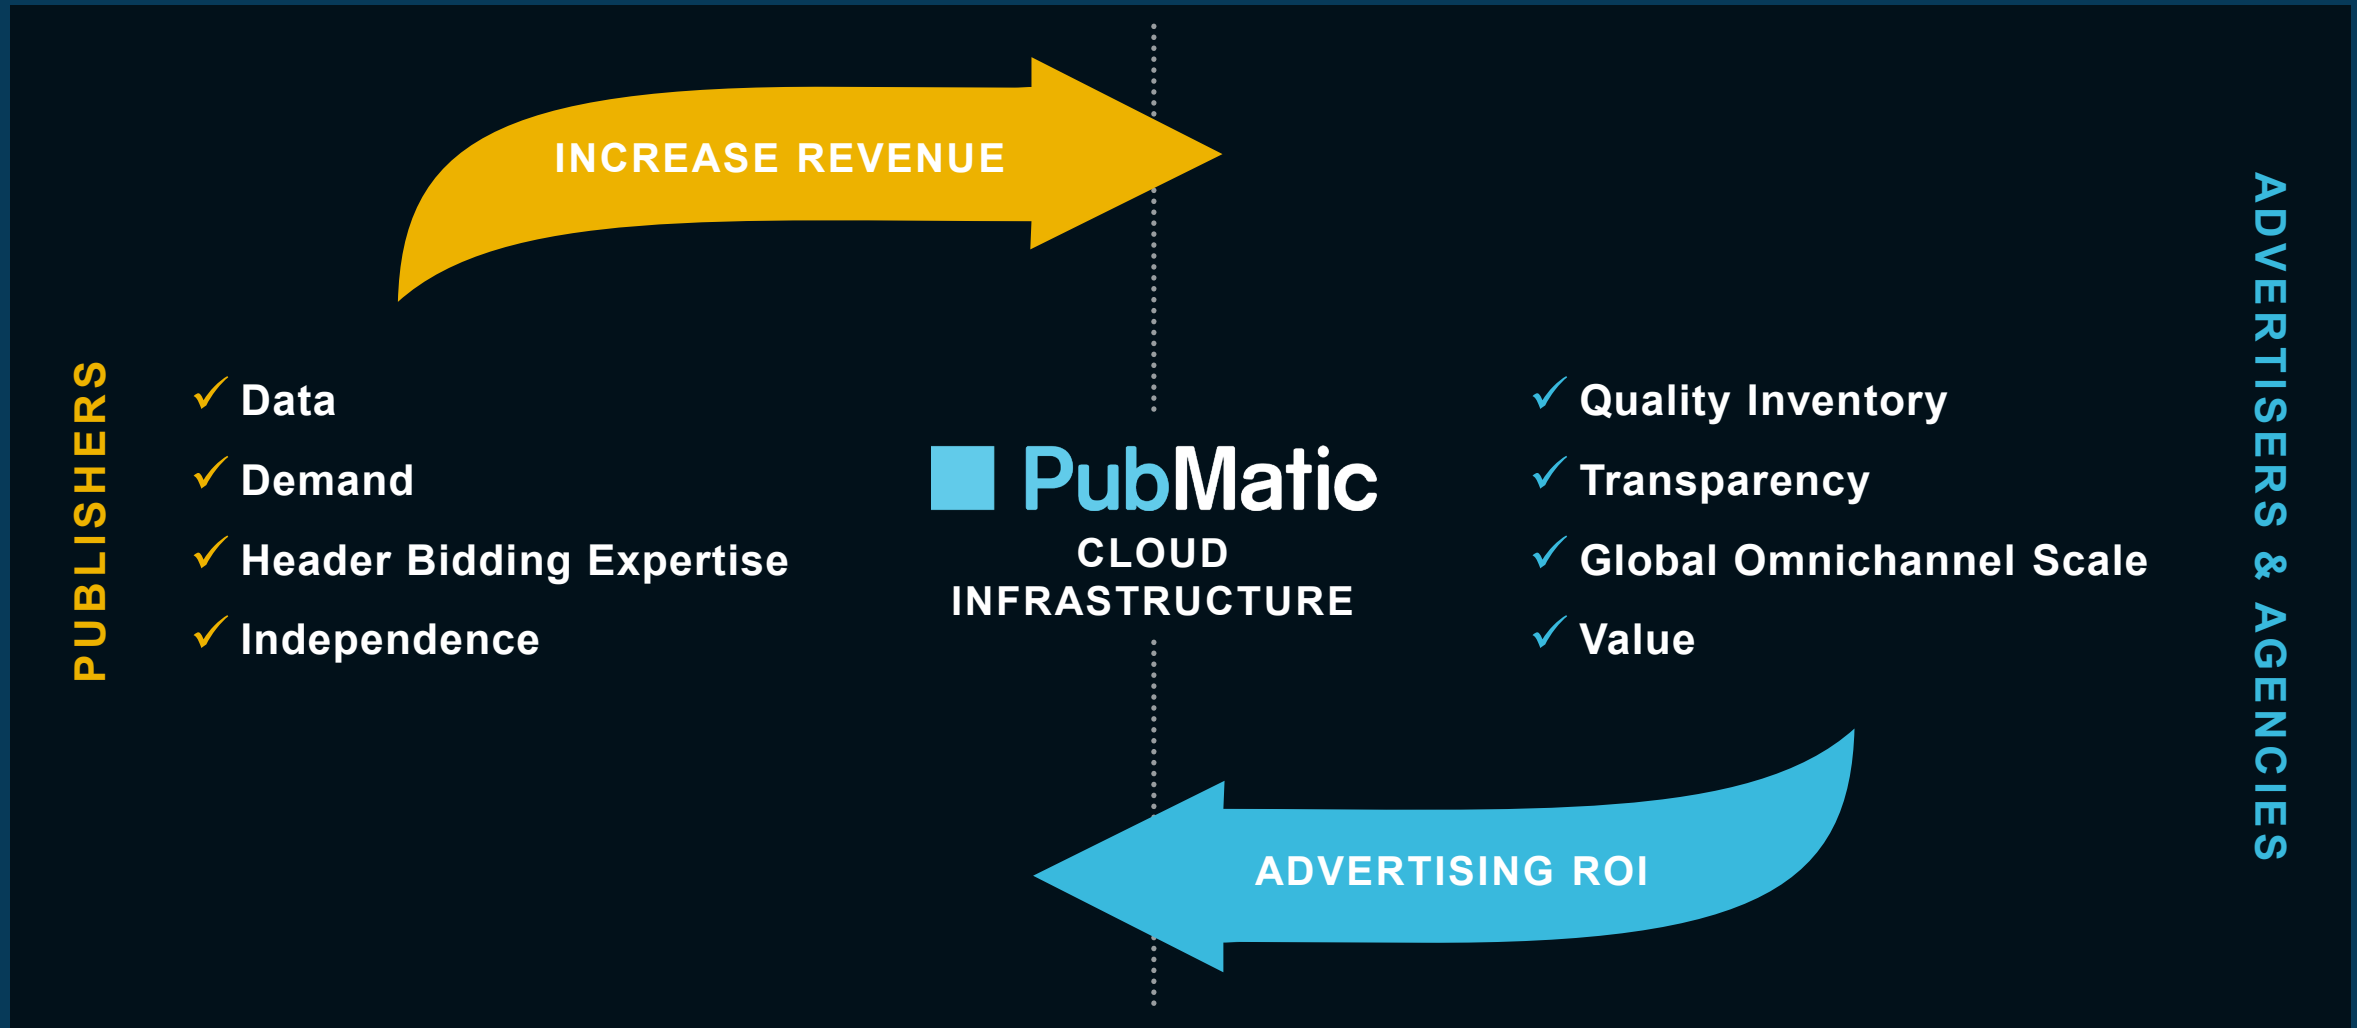 INCREASE REVENUE
PUBLISHERS
Data
Demand
Header Bidding Expertise
Independence
PubMatic
CLOUD
INFRASTRUCTURE
Quality Inventory
Transparency
Global Omnichannel Scale
Value
ADVERTISERS & AGENCIES
ADVERTISING ROI